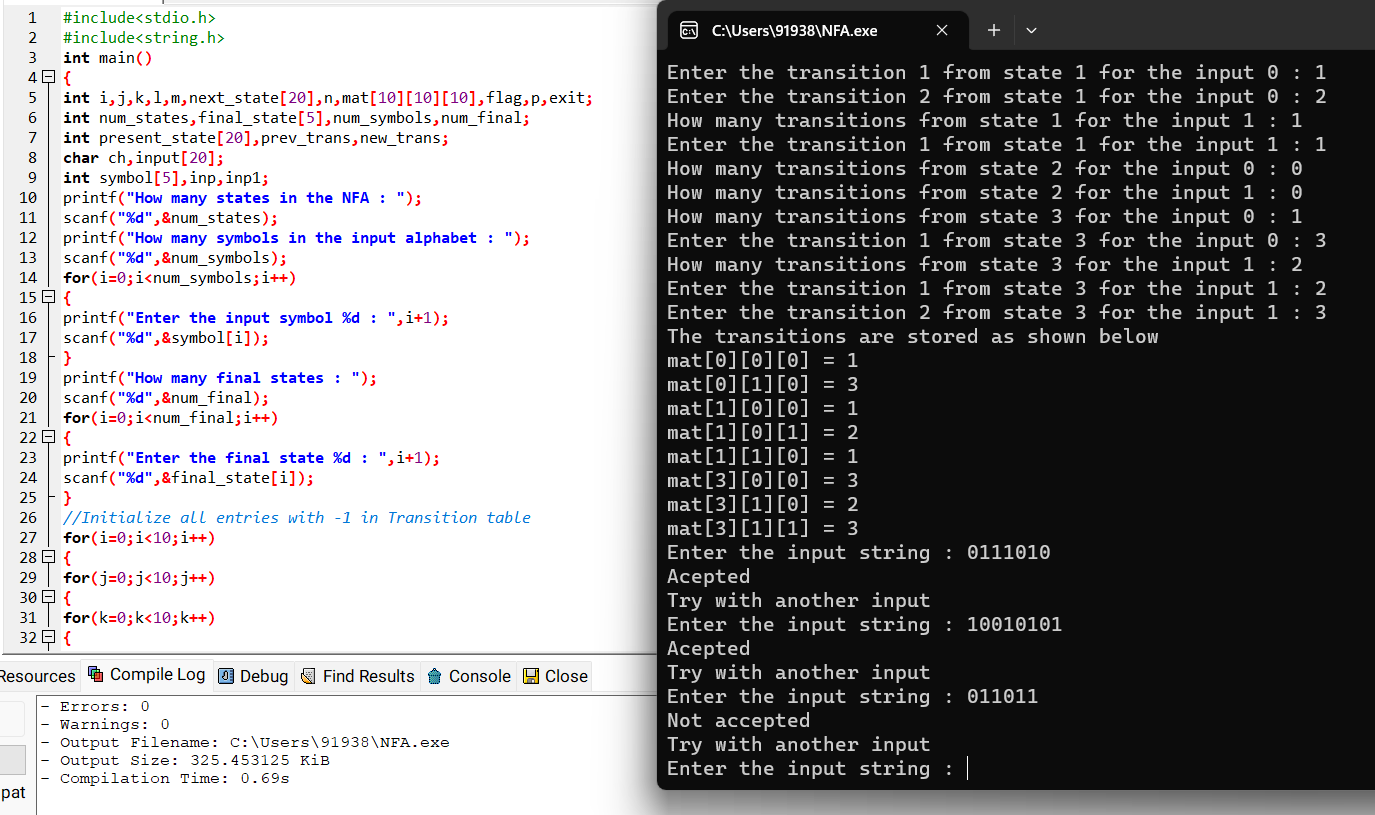 1 #include<stdio.h>
2 #include<string.h>
3 int main()
4 {
5 int i,j,k,l,m,next_state[20],n,mat[10][10][10],flag,p,exit;
6 int num_states,final_state[5],num_symbols,num_final;
7 int present_state[20],prev_trans,new_trans;
8 char ch,input[20];
9 int symbol[5],inp,inp1;
10 printf("How many states in the NFA : ");
11 scanf("%d",&num_states);
12 printf("How many symbols in the input alphabet : ");
13 scanf("%d",&num_symbols);
14 for(i=0;i<num_symbols;i++)
15 {
16 printf("Enter the input symbol %d : ",i+1);
17 scanf("%d",&symbol[i]);
18 }
19 printf("How many final states : ");
20 scanf("%d",&num_final);
21 for(i=0;i<num_final;i++)
22 {
23 printf("Enter the final state %d : ",i+1);
24 scanf("%d",&final_state[i]);
25 }
26 //Initialize all entries with -1 in Transition table
27 for(i=0;i<10;i++)
28 {
29 for(j=0;j<10;j++)
30 {
31 for(k=0;k<10;k++)
32 {
Resources Compile Log Debug Find Results Console Close
- Errors: 0
- Warnings: 0
- Output Filename: C:\Users\91938\NFA.exe
- Output Size: 325.453125 KiB
- Compilation Time: 0.69s
pat
C:\Users\91938\NFA.exe
Enter the transition 1 from state 1 for the input 0 : 1
Enter the transition 2 from state 1 for the input 0 : 2
How many transitions from state 1 for the input 1 : 1
Enter the transition 1 from state 1 for the input 1 : 1
How many transitions from state 2 for the input 0 : 0
How many transitions from state 2 for the input 1 : 0
How many transitions from state 3 for the input 0 : 1
Enter the transition 1 from state 3 for the input 0 : 3
How many transitions from state 3 for the input 1 : 2
Enter the transition 1 from state 3 for the input 1 : 2
Enter the transition 2 from state 3 for the input 1 : 3
The transitions are stored as shown below
mat[0][0][0] = 1
mat[0][1][0] = 3
mat[1][0][0] = 1
mat[1][0][1] = 2
mat[1][1][0] = 1
mat[3][0][0] = 3
mat[3][1][0] = 2
mat[3][1][1] = 3
Enter the input string : 0111010
Acepted
Try with another input
Enter the input string : 10010101
Acepted
Try with another input
Enter the input string : 011011
Not accepted
Try with another input
Enter the input string :